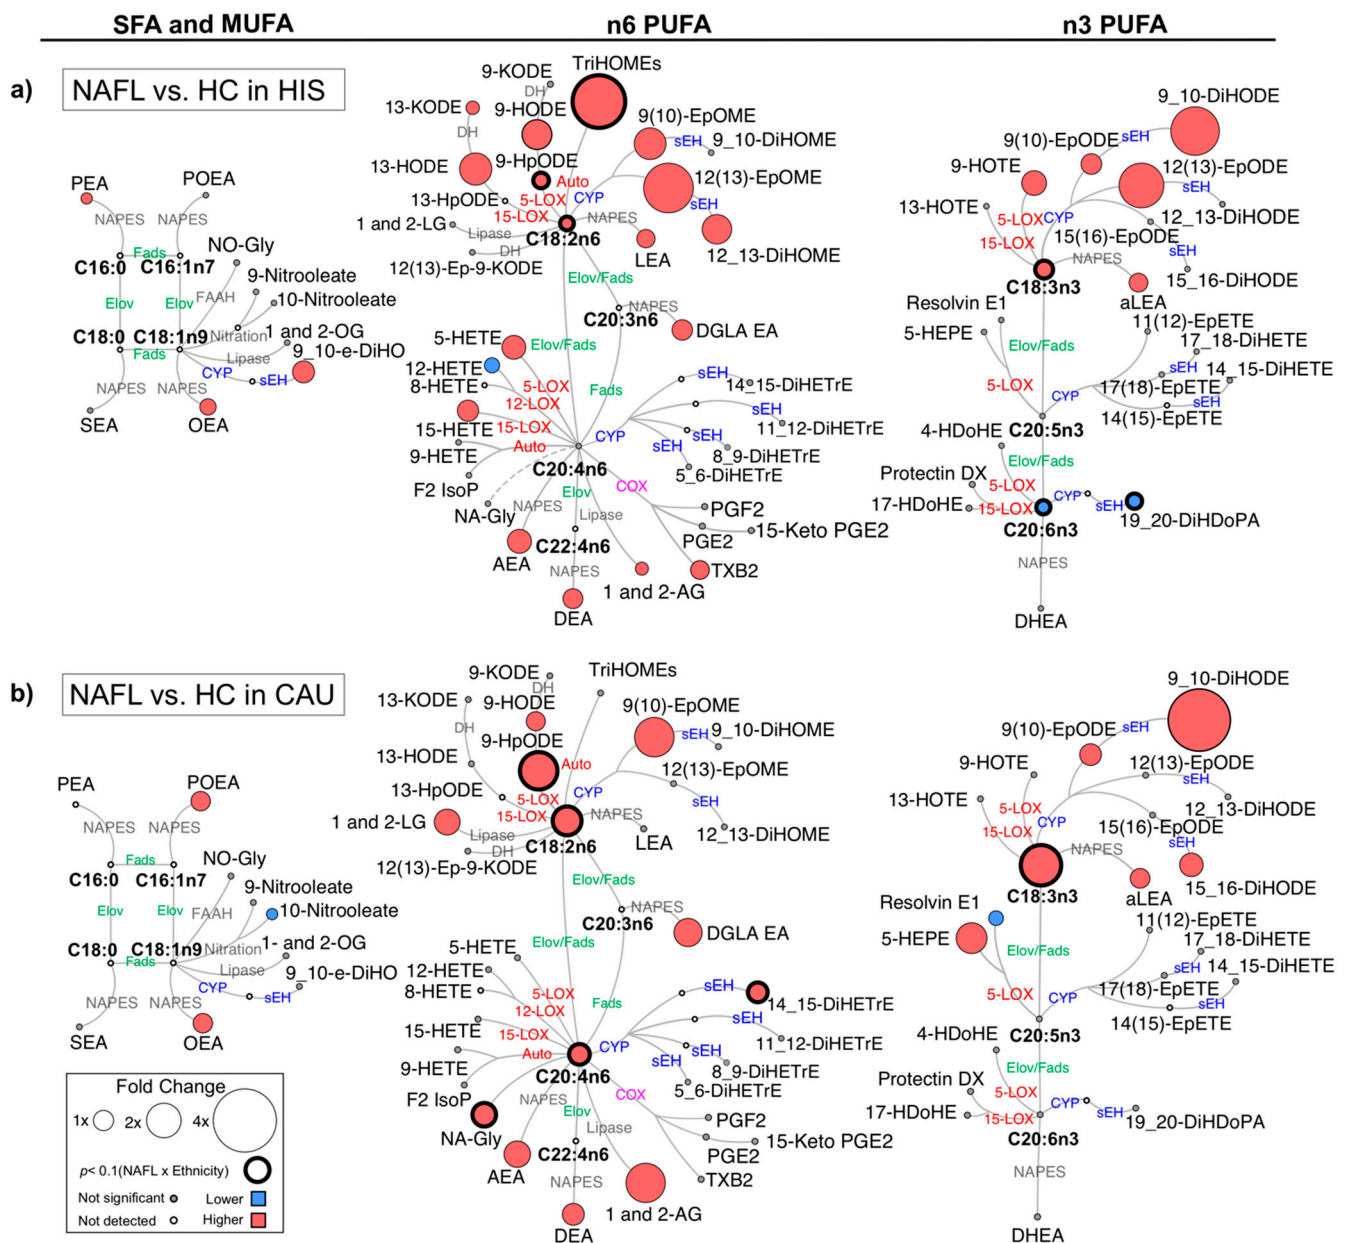 SFA and MUFA
n6 PUFA
n3 PUFA
a)
NAFL vs. HC in HIS
PEA
POEA
NAPES
NAPES
NO-Gly
Fads
C16:0
C16:1n7
9-Nitrooleate
Elov
Elov
FAAH
10-Nitrooleate
C18:0
C18:1n9
Nitration
1 and 2-OG
Fads
Lipase
9_10-e-DiHO
CYP
sEH
NAPES
NAPES
SEA
OEA
9-KODE
TriHOMEs
DH
13-KODE
9-HODE
9(10)-EpOME
DH
sEH
9_10-DiHOME
13-HODE
9-HpODE
Auto
12(13)-EpOME
13-HpODE
5-LOX
CYP
sEH
15-LOX
NAPES
1 and 2-LG
Lipase
C18:2n6
DH
LEA
12_13-DiHOME
12(13)-Ep-9-KODE
Elov/Fads
NAPES
C20:3n6
DGLA EA
5-HETE
Elov/Fads
12-HETE
sEH
8-HETE
5-LOX
Fads
14_15-DiHETrE
12-LOX
sEH
15-HETE
15-LOX
CYP
11_12-DiHETrE
Auto
sEH
sEH
9-HETE
8_9-DiHETrE
C20:4n6
5_6-DiHETrE
F2 IsoP
Elov
COX
NA-Gly
NAPES
Lipase
PGF2
C22:4n6
PGE2
15-Keto PGE2
AEA
NAPES
TXB2
1 and 2-AG
DEA
9_10-DiHODE
9(10)-EpODE
sEH
9-HOTE
12(13)-EpODE
sEH
13-HOTE
5-LOX
CYP
12_13-DiHODE
15-LOX
15(16)-EpODE
sEH
NAPES
C18:3n3
15_16-DiHODE
aLEA
Resolvin E1
11(12)-EpETE
5-HEPE
17_18-DiHETE
Elov/Fads
sEH
14_15-DiHETE
5-LOX
CYP
17(18)-EpETE
sEH
14(15)-EpETE
4-HDoHE
C20:5n3
Elov/Fads
Protectin DX
5-LOX
CYP
17-HDoHE
15-LOX
sEH
19_20-DiHDoPA
C20:6n3
NAPES
DHEA
b)
NAFL vs. HC in CAU
PEA
POEA
NAPES
NAPES
NO-Gly
Fads
C16:0
C16:1n7
9-Nitrooleate
Elov
Elov
FAAH
10-Nitrooleate
C18:0
C18:1n9
Nitration
1- and 2-OG
Fads
Lipase
9_10-e-DiHO
CYP
sEH
NAPES
NAPES
SEA
OEA
9-KODE
TriHOMEs
DH
13-KODE
9-HODE
9(10)-EpOME
DH
sEH
9_10-DiHOME
9-HpODE
13-HODE
Auto
12(13)-EpOME
13-HpODE
5-LOX
CYP
sEH
15-LOX
NAPES
1 and 2-LG
Lipase
12_13-DiHOME
C18:2n6
LEA
DH
12(13)-Ep-9-KODE
Elov/Fads
NAPES
C20:3n6
DGLA EA
5-HETE
Elov/Fads
12-HETE
sEH
8-HETE
5-LOX
Fads
14_15-DiHETrE
12-LOX
sEH
15-HETE
15-LOX
CYP
11_12-DiHETrE
Auto
sEH
sEH
9-HETE
8_9-DiHETrE
C20:4n6
5_6-DiHETrE
F2 IsoP
NAPES
COX
Elov
NA-Gly
Lipase
PGF2
C22:4n6
15-Keto PGE2
PGE2
AEA
NAPES
TXB2
1 and 2-AG
DEA
9_10-DiHODE
9(10)-EpODE
sEH
9-HOTE
12(13)-EpODE
sEH
13-HOTE
5-LOX
CYP
12_13-DiHODE
15-LOX
15(16)-EpODE
sEH
NAPES
15_16-DiHODE
C18:3n3
aLEA
Resolvin E1
11(12)-EpETE
5-HEPE
17_18-DiHETE
Elov/Fads
sEH
14_15-DiHETE
5-LOX
CYP
17(18)-EpETE
sEH
14(15)-EpETE
4-HDoHE
C20:5n3
Elov/Fads
Protectin DX
5-LOX
CYP
17-HDoHE
15-LOX
sEH
19_20-DiHDoPA
C20:6n3
NAPES
DHEA
Fold Change
1x
2x
4x
p< 0.1(NAFL x Ethnicity)
Not significant
Lower
Not detected
Higher